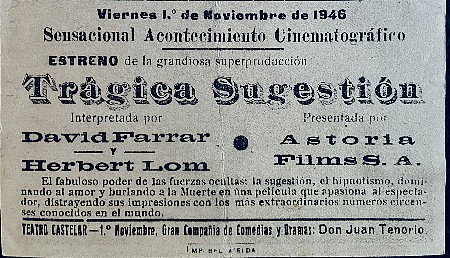 Viernes 1.º de Noviembre de 1946
Sensacional Acontecimiento Cinematográfico
ESTRENO de la grandiosa superproducción
Trágica Sugestión
Interpretada por
David Farrar
Y
Herbert Lom
Presentada por
Astoria
Films S. A.
El fabuloso poder de las fuerzas ocultas: la sugestión, el hipnotismo, domi-
nando al amor y burlando a la Muerte en una película que apasiona al especta-
dor, distrayendo sus impresiones con los más extraordinarios números circen-
ses conocidos en el mundo.
TEATRO CASTELAR—1.º Noviembre, Gran Compañía de Comedias y Dramas: Don Juan Tenorio.
IMP.